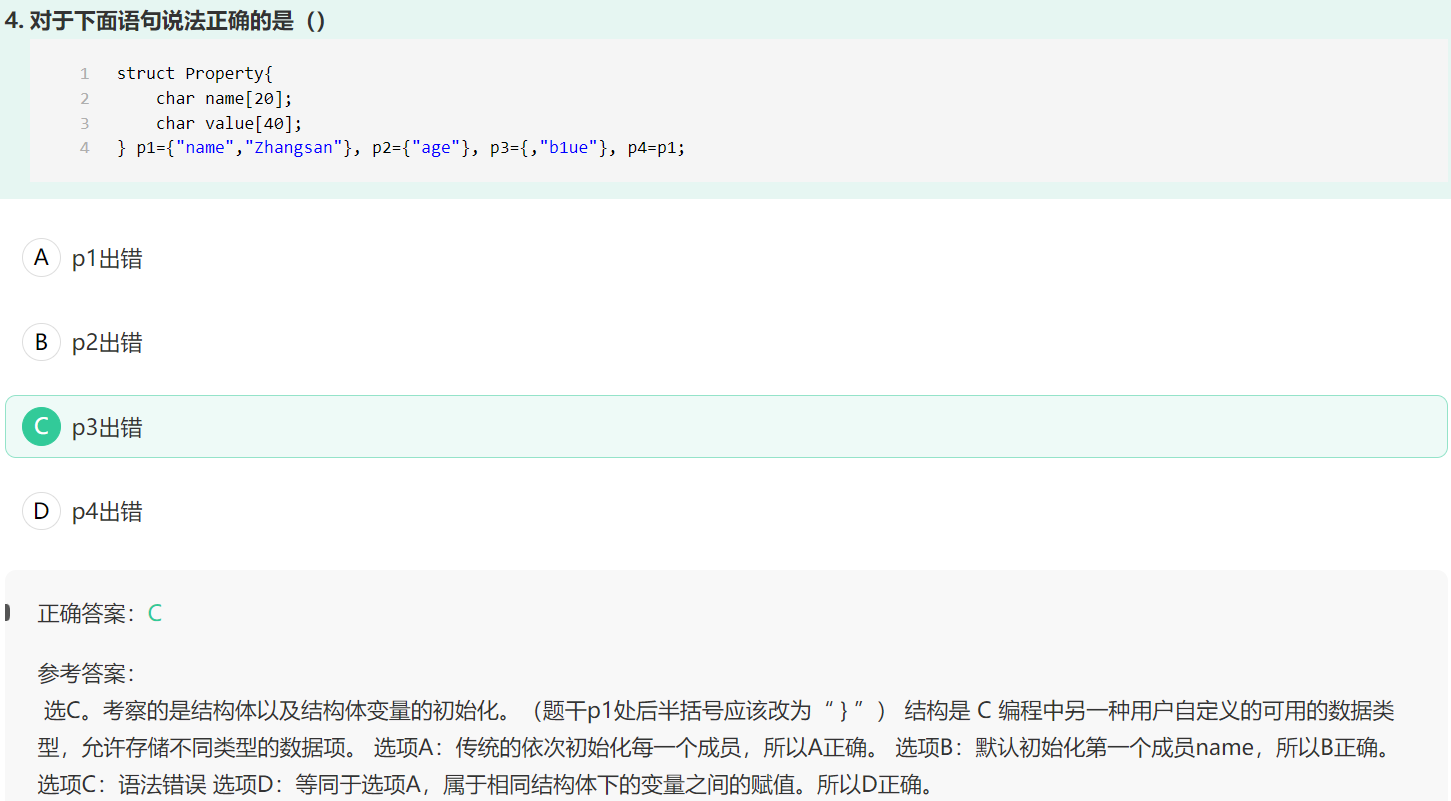 4. 对于下面语句说法正确的是（）
1 struct Property{
2 char name[20];
3 char value[40];
4 } p1={"name","Zhangsan"}, p2={"age"}, p3={,"b1ue"}, p4=p1;
A p1出错
B p2出错
C p3出错
D p4出错
正确答案：C
参考答案：
选C。考察的是结构体以及结构体变量的初始化。（题干p1处后半括号应该改为“ } ”） 结构是 C 编程中另一种用户自定义的可用的数据类
型，允许存储不同类型的数据项。 选项A：传统的依次初始化每一个成员，所以A正确。 选项B：默认初始化第一个成员name，所以B正确。
选项C：语法错误 选项D：等同于选项A，属于相同结构体下的变量之间的赋值。所以D正确。